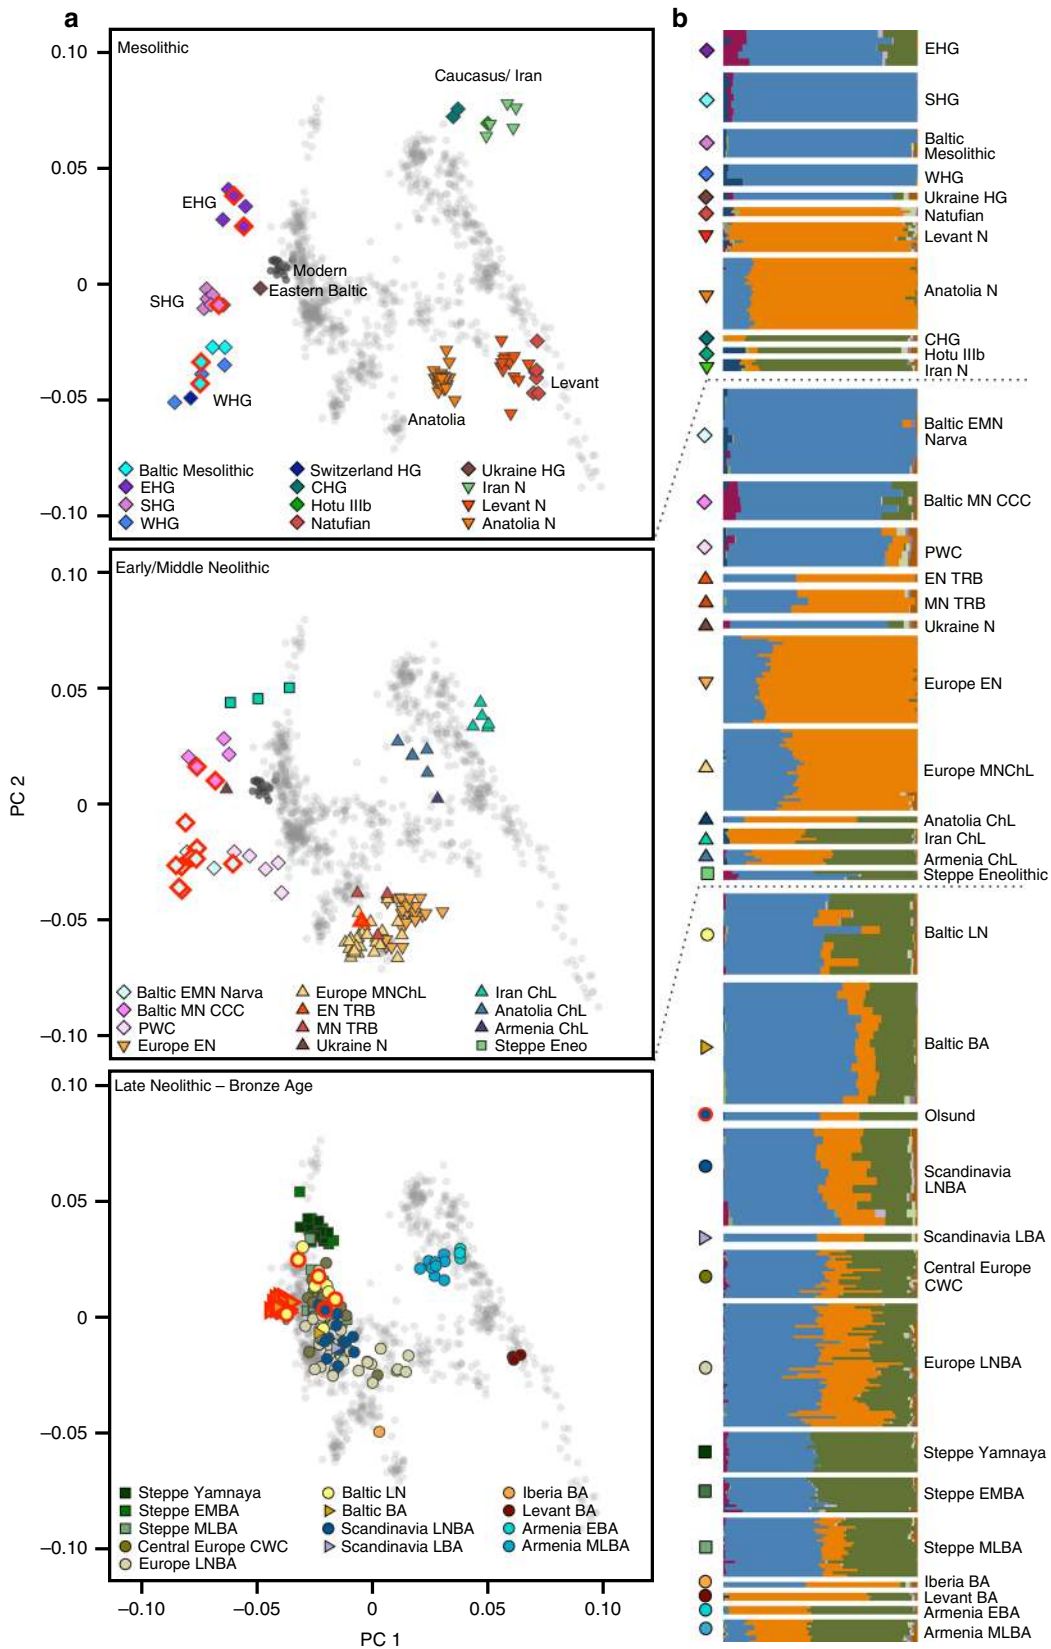 a
Mesolithic
0.10
0.05
0
−0.05
−0.10
Caucasus/ Iran
EHG
Modern
Eastern Baltic
SHG
WHG
Anatolia
Levant
Baltic Mesolithic
EHG
SHG
WHG
Switzerland HG
CHG
Hotu IIIb
Natufian
Ukraine HG
Iran N
Levant N
Anatolia N
Early/Middle Neolithic
0.10
0.05
0
−0.05
−0.10
PC 2
Baltic EMN Narva
Baltic MN CCC
PWC
Europe EN
Europe MNChL
EN TRB
MN TRB
Ukraine N
Iran ChL
Anatolia ChL
Armenia ChL
Steppe Eneo
Late Neolithic – Bronze Age
0.10
0.05
0
−0.05
−0.10
Steppe Yamnaya
Steppe EMBA
Steppe MLBA
Central Europe CWC
Europe LNBA
Baltic LN
Baltic BA
Scandinavia LNBA
Scandinavia LBA
Iberia BA
Levant BA
Armenia EBA
Armenia MLBA
−0.10
−0.05
0
0.05
0.10
PC 1
b
EHG
SHG
Baltic
Mesolithic
WHG
Ukraine HG
Natufian
Levant N
Anatolia N
CHG
Hotu IIIb
Iran N
Baltic EMN
Narva
Baltic MN CCC
PWC
EN TRB
MN TRB
Ukraine N
Europe EN
Europe MNChL
Anatolia ChL
Iran ChL
Armenia ChL
Steppe Eneolithic
Baltic LN
Baltic BA
Olsund
Scandinavia
LNBA
Scandinavia LBA
Central Europe
CWC
Europe LNBA
Steppe Yamnaya
Steppe EMBA
Steppe MLBA
Iberia BA
Levant BA
Armenia EBA
Armenia MLBA